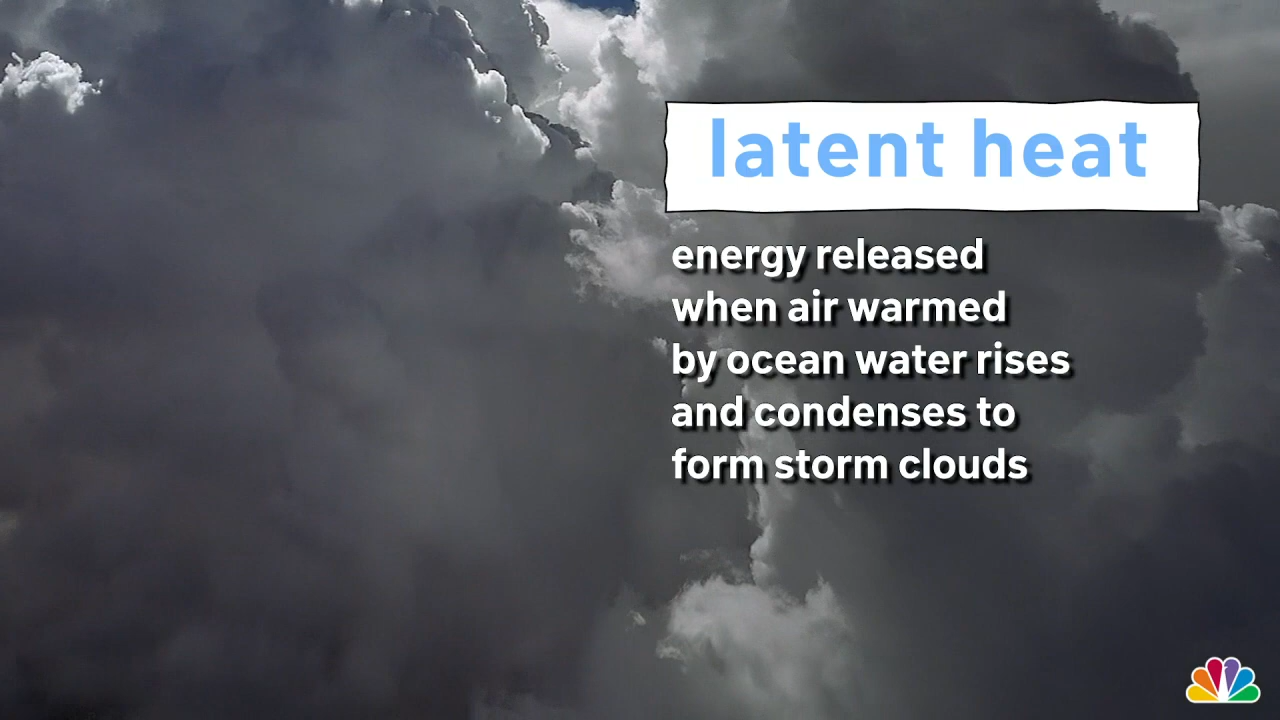 latent heat
energy released
when air warmed
by ocean water rises
and condenses to
form storm clouds